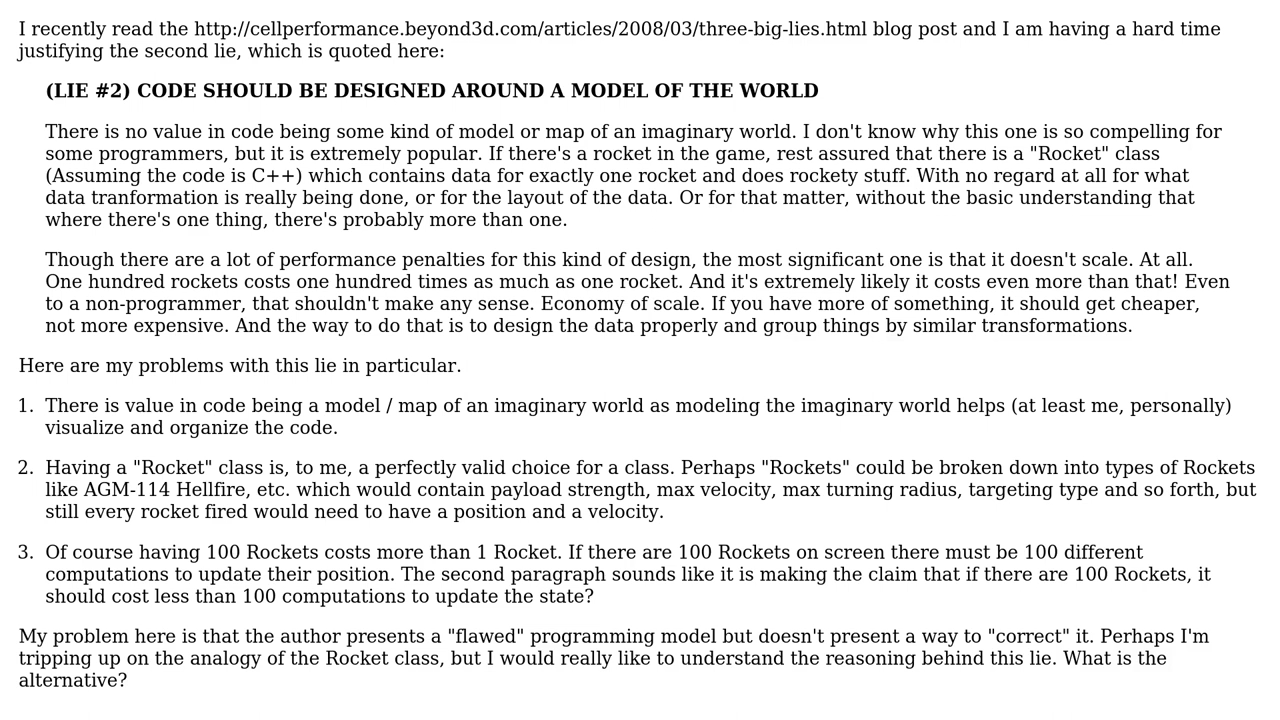 I recently read the http://cellperformance.beyond3d.com/articles/2008/03/three-big-lies.html blog post and I am having a hard time
justifying the second lie, which is quoted here:
(LIE #2) CODE SHOULD BE DESIGNED AROUND A MODEL OF THE WORLD
There is no value in code being some kind of model or map of an imaginary world. I don't know why this one is so compelling for
some programmers, but it is extremely popular. If there's a rocket in the game, rest assured that there is a "Rocket" class
(Assuming the code is C++) which contains data for exactly one rocket and does rockety stuff. With no regard at all for what
data tranformation is really being done, or for the layout of the data. Or for that matter, without the basic understanding that
where there's one thing, there's probably more than one.
Though there are a lot of performance penalties for this kind of design, the most significant one is that it doesn't scale. At all.
One hundred rockets costs one hundred times as much as one rocket. And it's extremely likely it costs even more than that! Even
to a non-programmer, that shouldn't make any sense. Economy of scale. If you have more of something, it should get cheaper,
not more expensive. And the way to do that is to design the data properly and group things by similar transformations.
Here are my problems with this lie in particular.
1. There is value in code being a model / map of an imaginary world as modeling the imaginary world helps (at least me, personally)
visualize and organize the code.
2. Having a "Rocket" class is, to me, a perfectly valid choice for a class. Perhaps "Rockets" could be broken down into types of Rockets
like AGM-114 Hellfire, etc. which would contain payload strength, max velocity, max turning radius, targeting type and so forth, but
still every rocket fired would need to have a position and a velocity.
3. Of course having 100 Rockets costs more than 1 Rocket. If there are 100 Rockets on screen there must be 100 different
computations to update their position. The second paragraph sounds like it is making the claim that if there are 100 Rockets, it
should cost less than 100 computations to update the state?
My problem here is that the author presents a "flawed" programming model but doesn't present a way to "correct" it. Perhaps I'm
tripping up on the analogy of the Rocket class, but I would really like to understand the reasoning behind this lie. What is the
alternative?